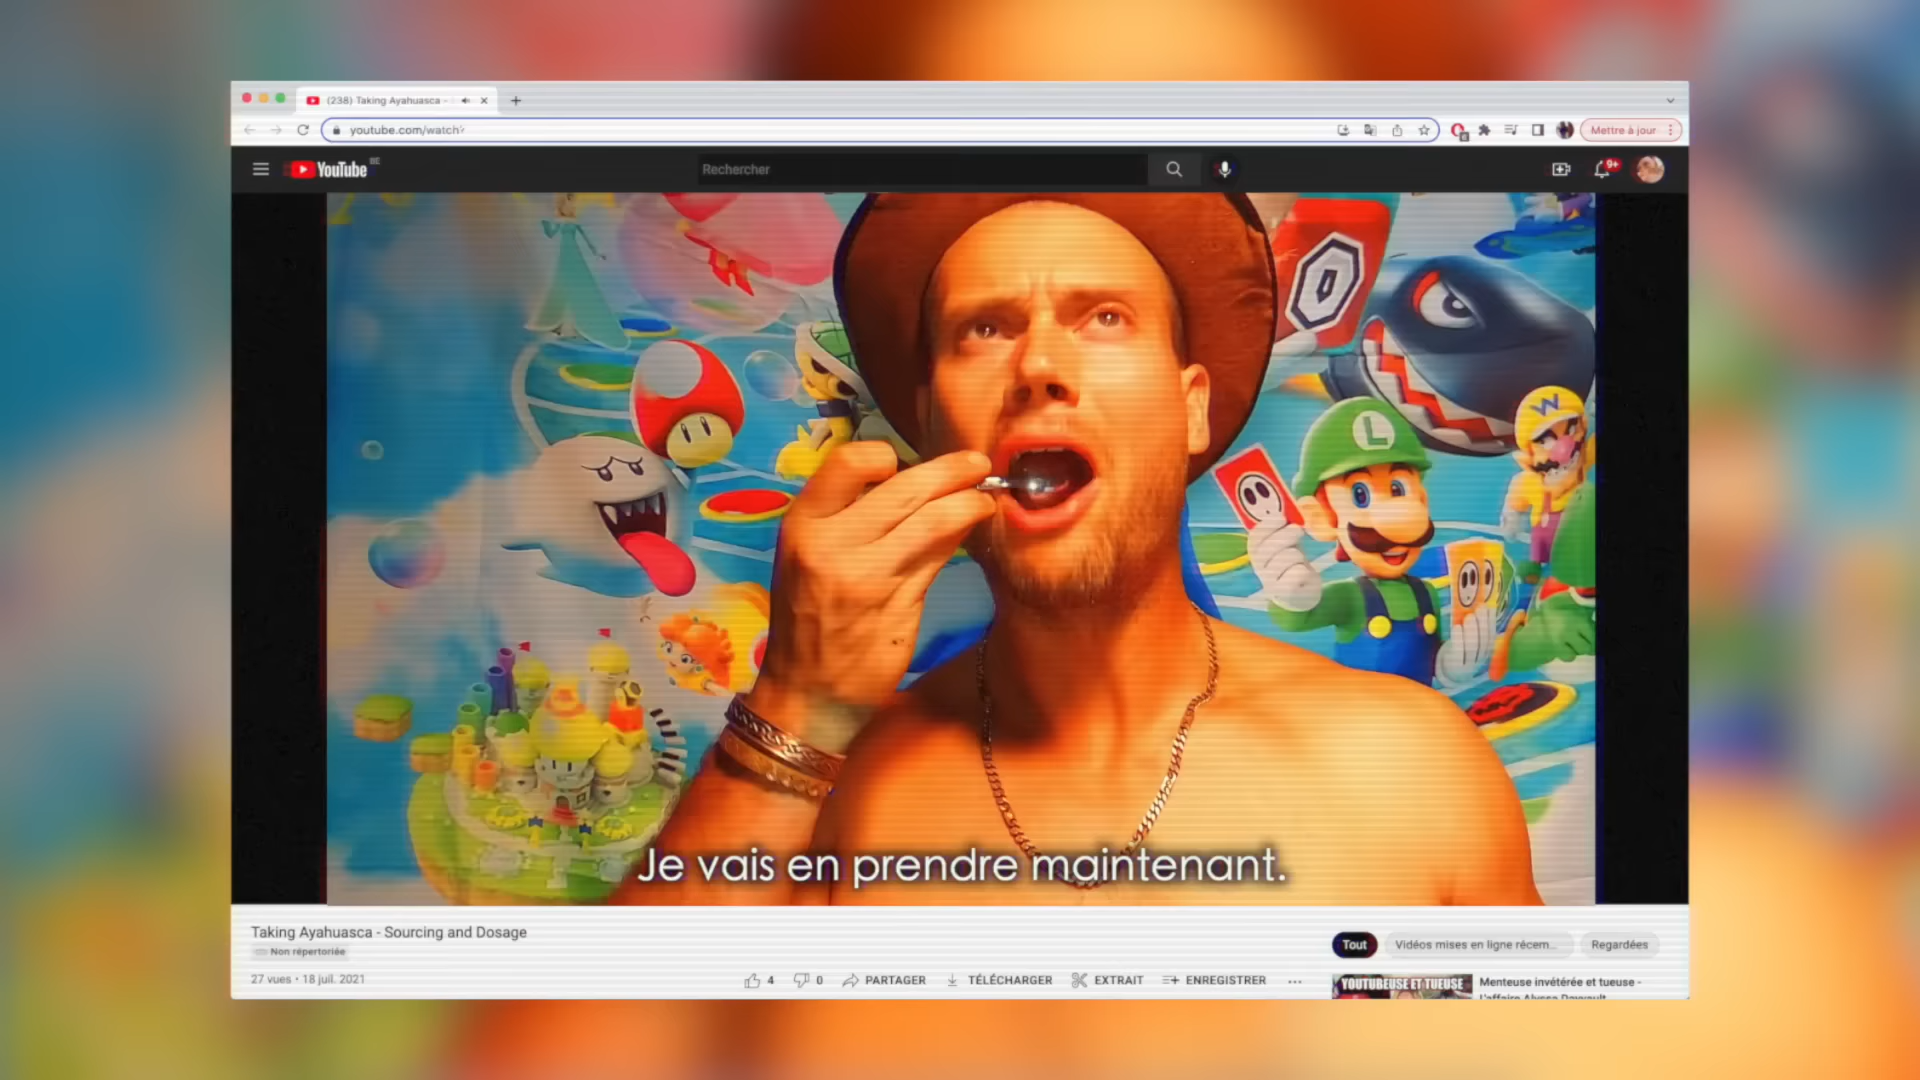 (238) Taking Ayahuasca -
youtube.com/watch?
Mettre à jour
YouTube BE
Rechercher
9+
L
W
Je vais en prendre maintenant.
Taking Ayahuasca - Sourcing and Dosage
Non répertoriée
27 vues • 18 juil. 2021
4
0
PARTAGER
TÉLÉCHARGER
EXTRAIT
ENREGISTRER
Tout
Vidéos mises en ligne récem...
Regardées
YOUTUBEUSE ET TUEUSE
Menteuse invétérée et tueuse -